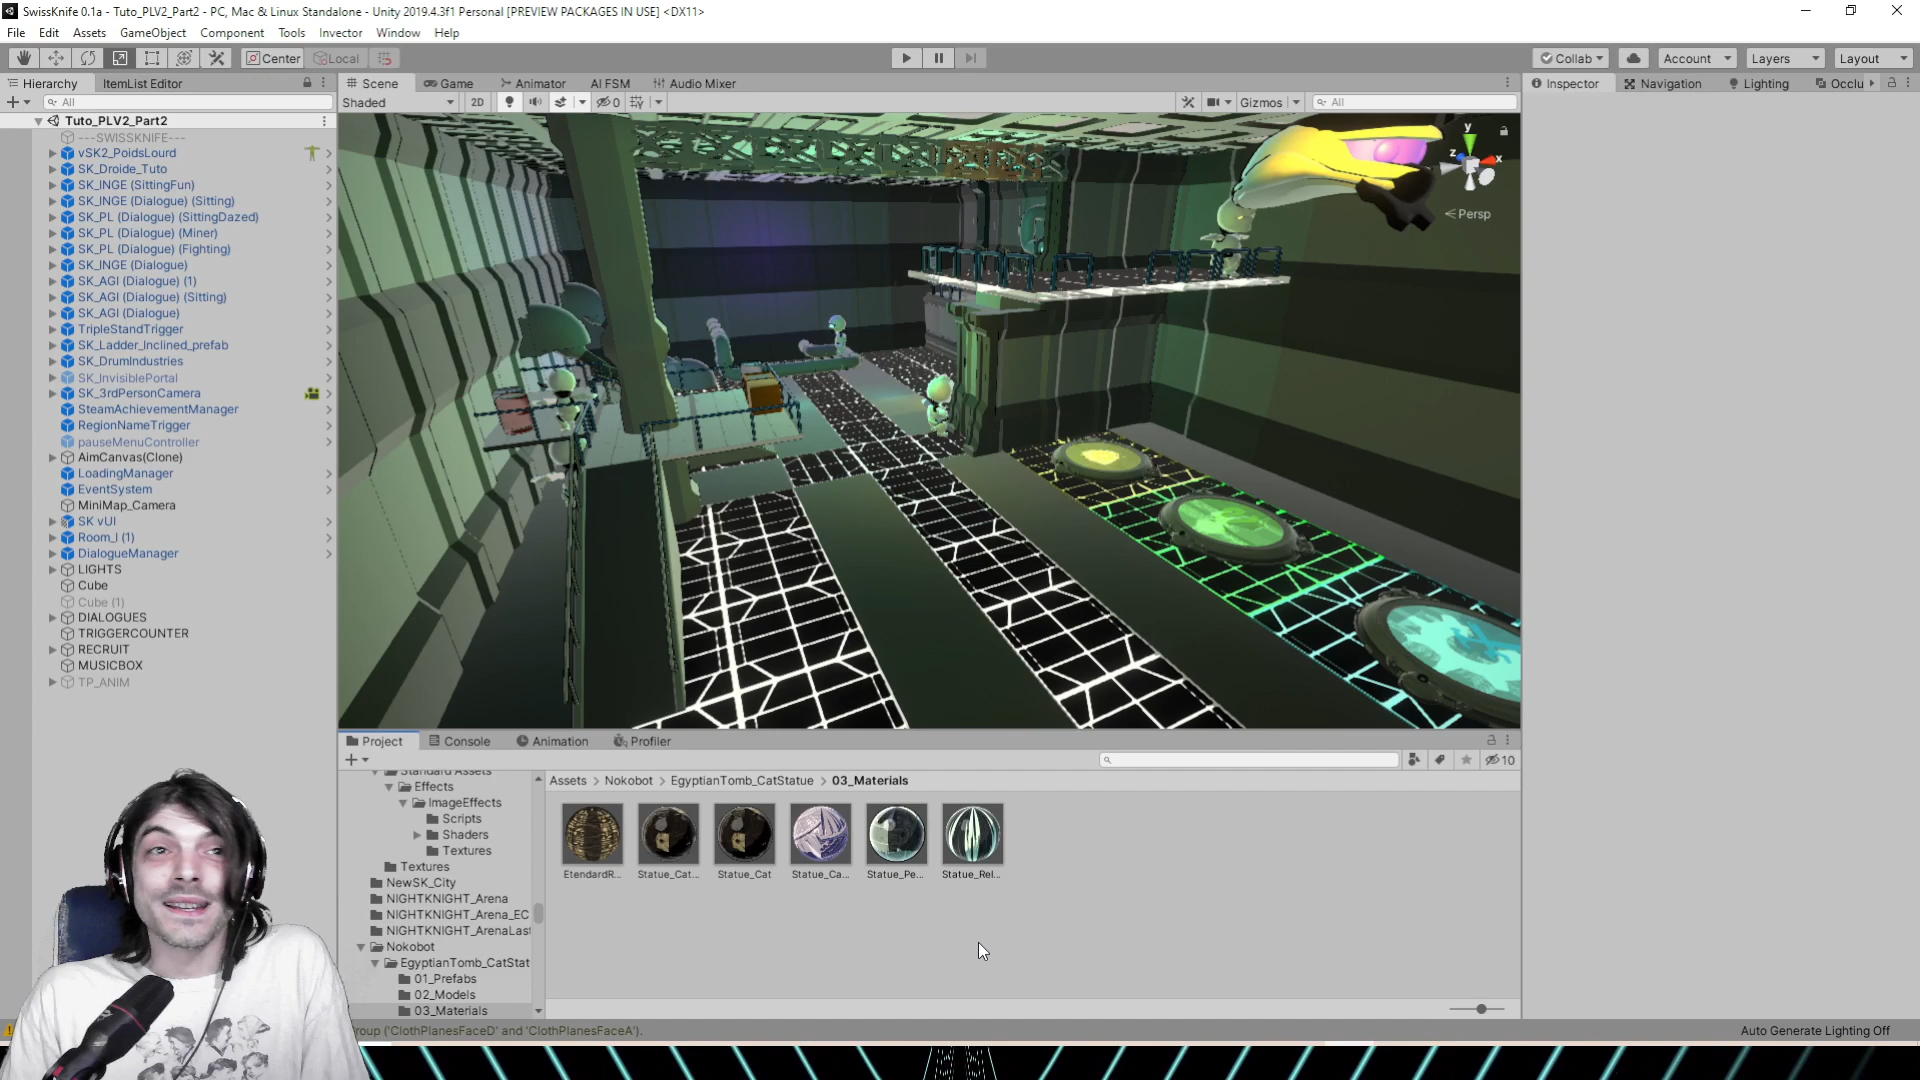 SwissKnife 0.1a - Tuto_PLV2_Part2 - PC, Mac & Linux Standalone - Unity 2019.4.3f1 Personal [PREVIEW PACKAGES IN USE] <DX11>
File Edit Assets GameObject Component Tools Invector Window Help
Center Local Collab Account Layers Layout
Hierarchy ItemList Editor
All
Tuto_PLV2_Part2
---SWISSKNIFE---
vSK2_PoidsLourd
SK_Droide_Tuto
SK_INGE (SittingFun)
SK_INGE (Dialogue) (Sitting)
SK_PL (Dialogue) (SittingDazed)
SK_PL (Dialogue) (Miner)
SK_PL (Dialogue) (Fighting)
SK_INGE (Dialogue)
SK_AGI (Dialogue) (1)
SK_AGI (Dialogue) (Sitting)
SK_AGI (Dialogue)
TripleStandTrigger
SK_Ladder_Inclined_prefab
SK_DrumIndustries
SK_InvisiblePortal
SK_3rdPersonCamera
SteamAchievementManager
RegionNameTrigger
pauseMenuController
AimCanvas(Clone)
LoadingManager
EventSystem
MiniMap_Camera
SK vUI
Room_I (1)
DialogueManager
LIGHTS
Cube
Cube (1)
DIALOGUES
TRIGGERCOUNTER
RECRUIT
MUSICBOX
TP_ANIM
Scene Game Animator AI FSM Audio Mixer
Shaded 2D 0 Gizmos All
y
z x
Persp
Inspector Navigation Lighting Occlu
Project Console Animation Profiler
10
Standard Assets
Effects
ImageEffects
Scripts
Shaders
Textures
Textures
NewSK_City
NIGHTKNIGHT_Arena
NIGHTKNIGHT_Arena_EC
NIGHTKNIGHT_ArenaLast
Nokobot
EgyptianTomb_CatStat
01_Prefabs
02_Models
03_Materials
Assets > Nokobot > EgyptianTomb_CatStatue > 03_Materials
EtendardR... Statue_Cat... Statue_Cat Statue_Ca... Statue_Pe... Statue_Rel...
roup ('ClothPlanesFaceD' and 'ClothPlanesFaceA').
Auto Generate Lighting Off